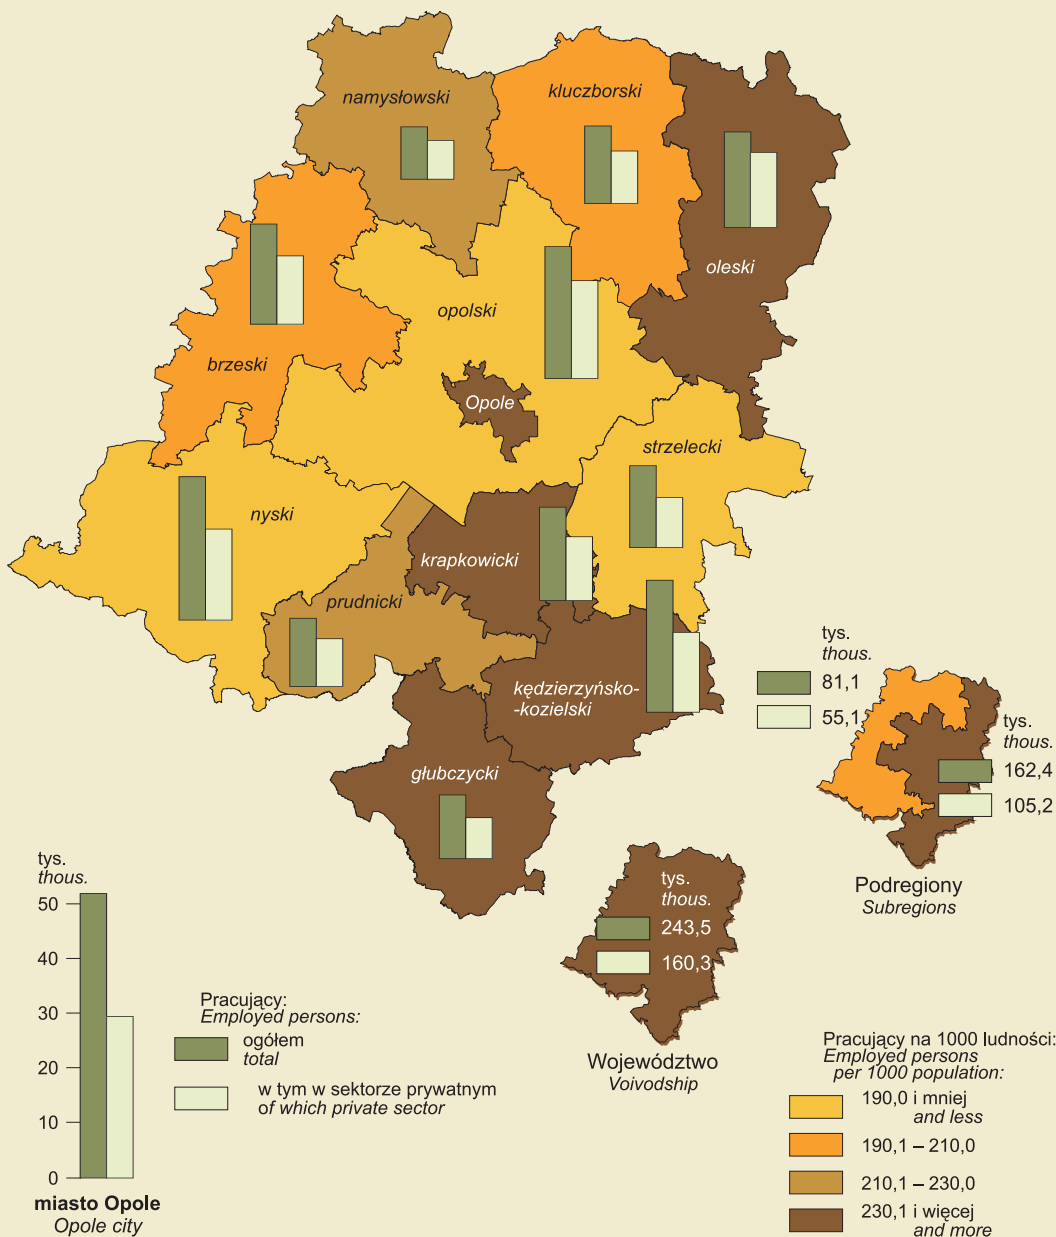 namysłowski
kluczborski
oleski
opolski
brzeski
Opole
strzelecki
nyski
krapkowicki
prudnicki
kędzierzyńsko-
-kozielski
głubczycki
tys.
thous.
81,1
55,1
tys.
thous.
162,4
105,2
Podregiony
Subregions
tys.
thous.
243,5
160,3
Województwo
Voivodship
tys.
thous.
50
40
30
20
10
0
miasto Opole
Opole city
Pracujący:
Employed persons:
ogółem
total
w tym w sektorze prywatnym
of which private sector
Pracujący na 1000 ludności:
Employed persons
per 1000 population:
190,0 i mniej
and less
190,1 – 210,0
210,1 – 230,0
230,1 i więcej
and more